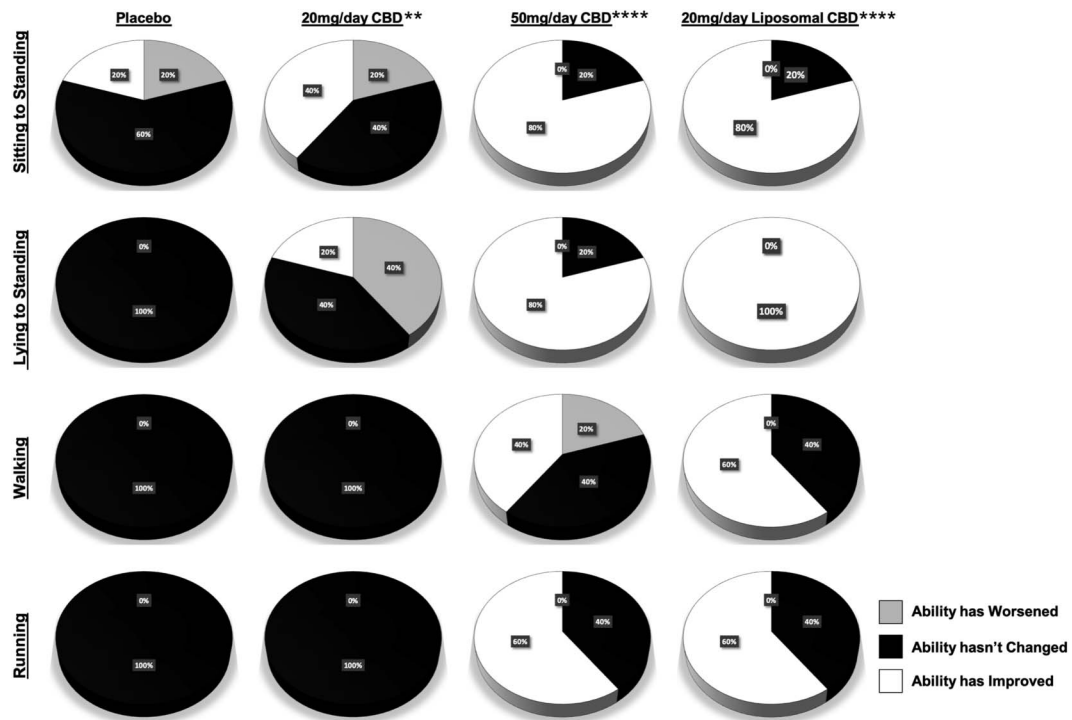 Placebo 20mg/day CBD** 50mg/day CBD**** 20mg/day Liposomal CBD****
Sitting to Standing
20% 20% 60%
40% 20% 40%
0% 20% 80%
0% 20% 80%
Lying to Standing
0% 100%
20% 40% 40%
0% 20% 80%
0% 100%
Walking
0% 100%
0% 100%
40% 20% 40%
0% 40% 60%
Running
0% 100%
0% 100%
0% 40% 60%
0% 40% 60%
Ability has Worsened
Ability hasn't Changed
Ability has Improved